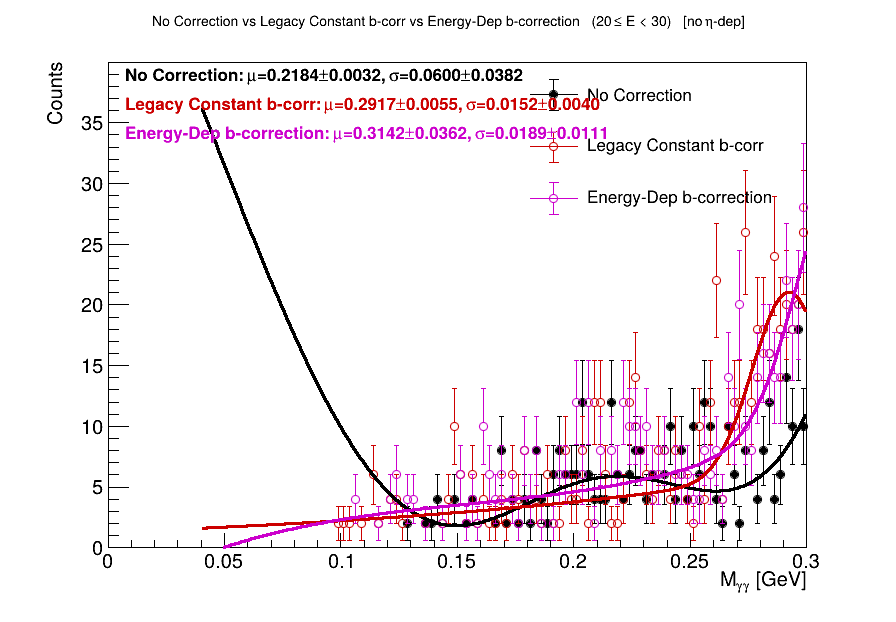 No Correction vs Legacy Constant b-corr vs Energy-Dep b-correction (20 ≤ E < 30) [no η-dep]
Counts
No Correction: μ=0.2184±0.0032, σ=0.0600±0.0382
Legacy Constant b-corr: μ=0.2917±0.0055, σ=0.0152±0.0040
Energy-Dep b-correction: μ=0.3142±0.0362, σ=0.0189±0.0111
No Correction
Legacy Constant b-corr
Energy-Dep b-correction
35
30
25
20
15
10
5
0
0 0.05 0.1 0.15 0.2 0.25 0.3
Mγγ [GeV]